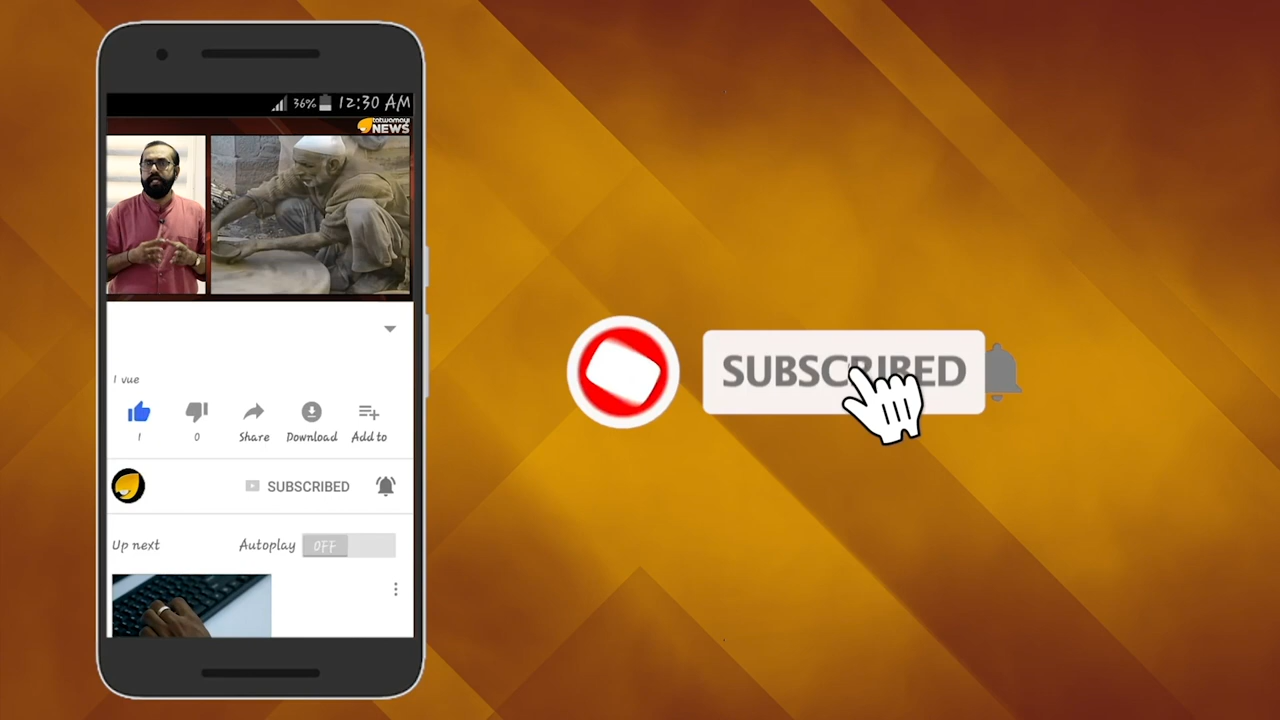 36% 12:30 AM
tatwamayi
NEWS
1 vue
1 0 Share Download Add to
SUBSCRIBED
Up next Autoplay OFF
SUBSCRIBED